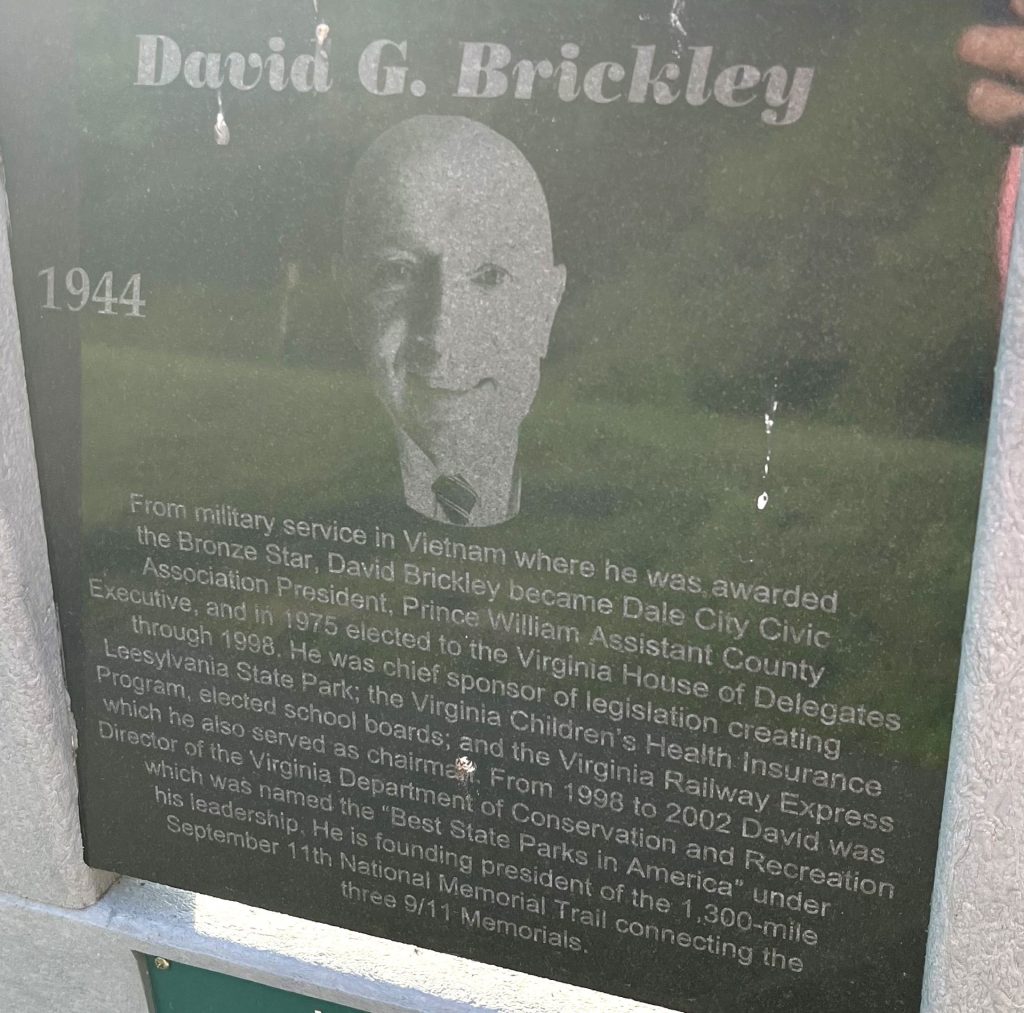 David G. Brickley
1944
From military service in Vietnam where he was awarded
the Bronze Star, David Brickley became Dale City Civic
Association President, Prince William Assistant County
Executive, and in 1975 elected to the Virginia House of Delegates
through 1998. He was chief sponsor of legislation creating
Leesylvania State Park; the Virginia Children's Health Insurance
Program, elected school boards; and the Virginia Railway Express
which he also served as chairman. From 1998 to 2002 David was
Director of the Virginia Department of Conservation and Recreation
which was named the "Best State Parks in America" under
his leadership. He is founding president of the 1,300-mile
September 11th National Memorial Trail connecting the
three 9/11 Memorials.